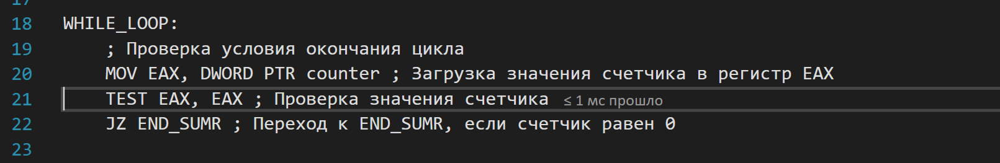 17
18 WHILE_LOOP:
19 ; Проверка условия окончания цикла
20 MOV EAX, DWORD PTR counter ; Загрузка значения счетчика в регистр EAX
21 TEST EAX, EAX ; Проверка значения счетчика ≤ 1 мс прошло
22 JZ END_SUMR ; Переход к END_SUMR, если счетчик равен 0
23